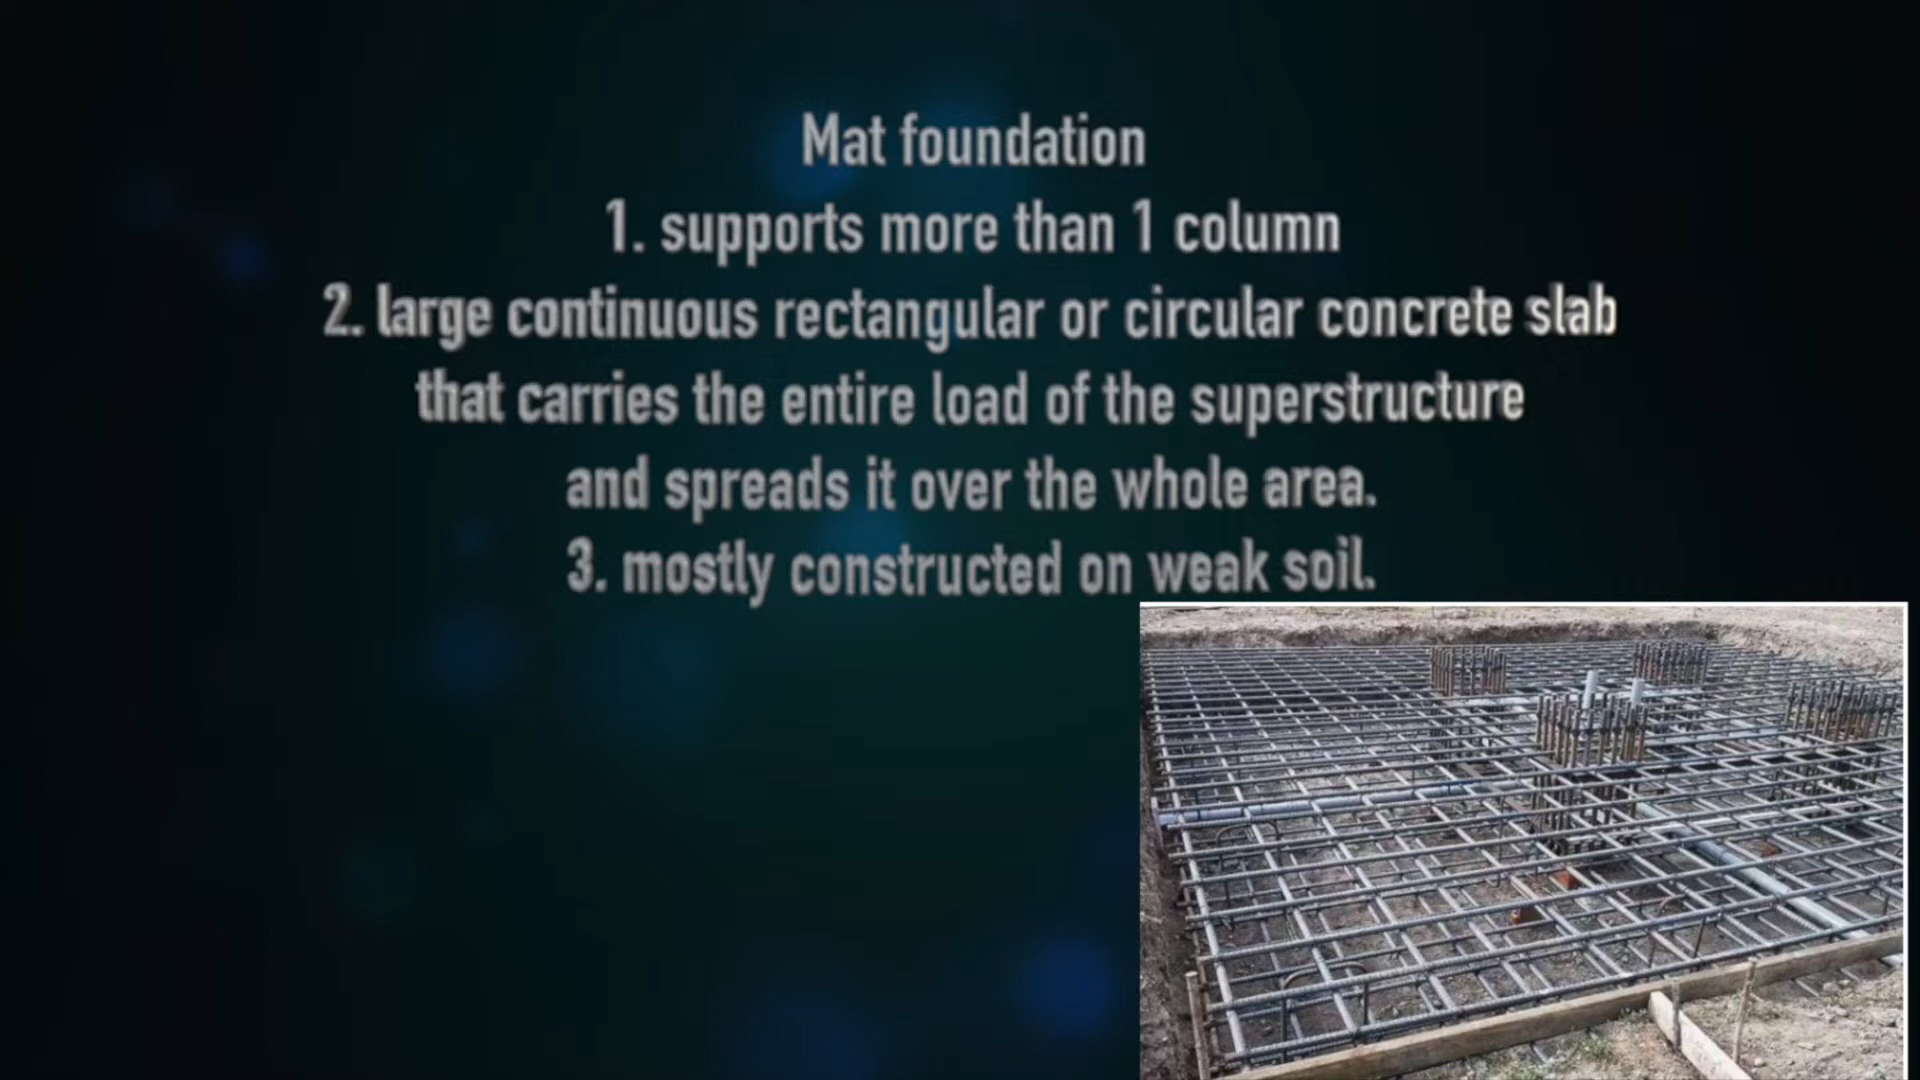 Mat foundation
1. supports more than 1 column
2. large continuous rectangular or circular concrete slab
that carries the entire load of the superstructure
and spreads it over the whole area.
3. mostly constructed on weak soil.